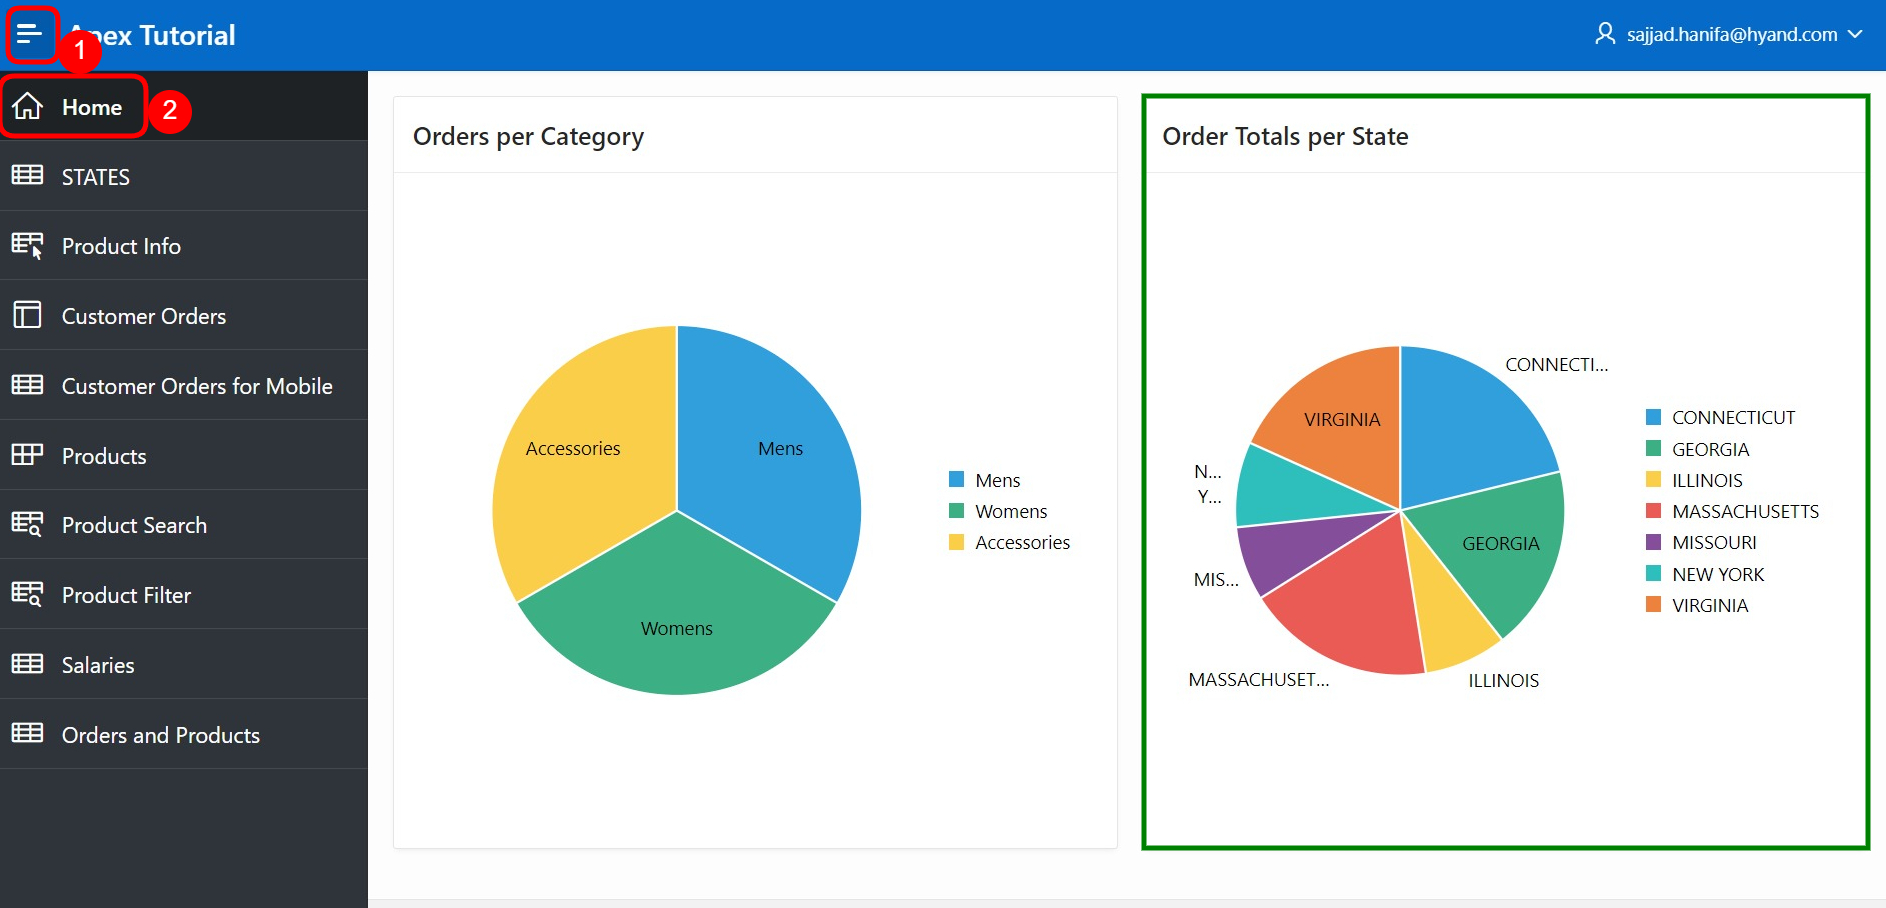 Apex Tutorial
1
sajjad.hanifa@hyand.com
Home
2
STATES
Product Info
Customer Orders
Customer Orders for Mobile
Products
Product Search
Product Filter
Salaries
Orders and Products
Orders per Category
Accessories
Mens
Womens
Mens
Womens
Accessories
Order Totals per State
CONNECTI...
VIRGINIA
N...
Y...
GEORGIA
MIS...
MASSACHUSET...
ILLINOIS
CONNECTICUT
GEORGIA
ILLINOIS
MASSACHUSETTS
MISSOURI
NEW YORK
VIRGINIA